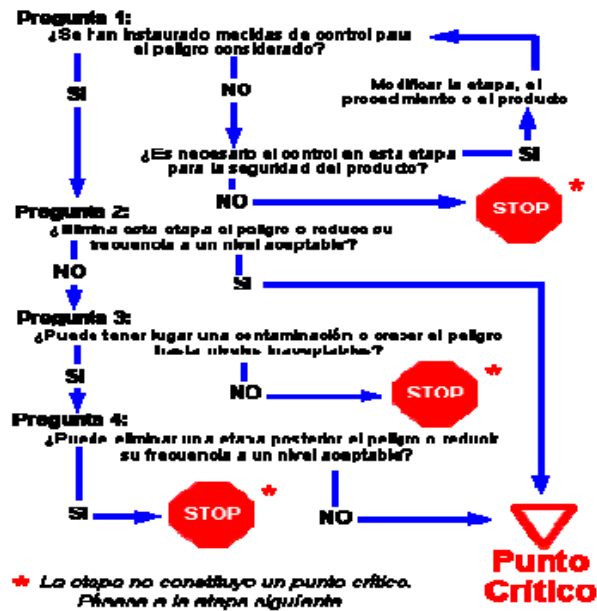 Pregunta 1:
¿Se han instaurado medidas de control para
el peligro considerado?
SI
NO
Modificar la etapa, el
procedimiento o el producto
¿Es necesario el control en esta etapa
para la seguridad del producto?
SI
NO
STOP *
Pregunta 2:
¿Elimina esta etapa el peligro o reduce su
frecuencia a un nivel aceptable?
NO
SI
Pregunta 3:
¿Puede tener lugar una contaminación o crecer el peligro
hasta niveles inaceptables?
SI
NO
STOP *
Pregunta 4:
¿Puede eliminar una etapa posterior el peligro o reducir
su frecuencia a un nivel aceptable?
SI
STOP *
NO
Punto
Crítico
* La etapa no constituye un punto crítico.
Pásese a la etapa siguiente